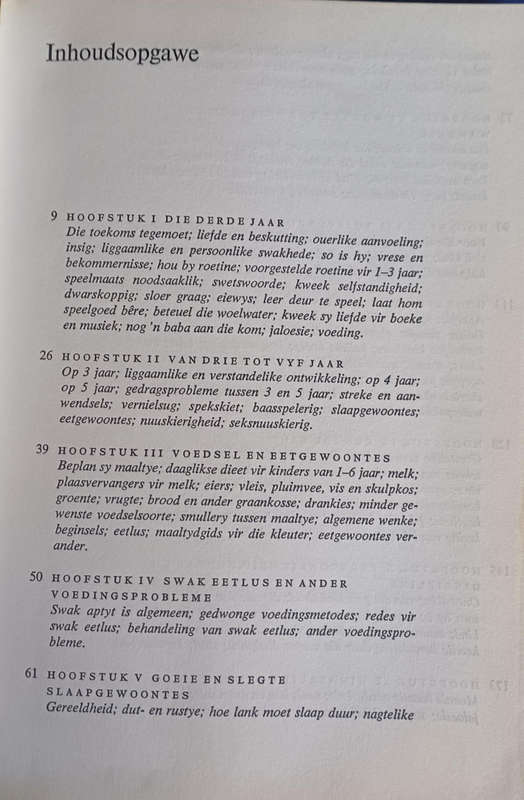 Inhoudsopgawe
9 HOOFSTUK I DIE DERDE JAAR
Die toekoms tegemoet; liefde en beskutting; ouerlike aanvoeling;
insig; liggaamlike en persoonlike swakhede; so is hy; vrese en
bekommernisse; hou by roetine; voorgestelde roetine vir 1–3 jaar;
speelmaats noodsaaklik; swetswoorde; kweek selfstandigheid;
dwarskoppig; sloer graag; eiewys; leer deur te speel; laat hom
speelgoed bêre; beteuel die woelwater; kweek sy liefde vir boeke
en musiek; nog 'n baba aan die kom; jaloesie; voeding.
26 HOOFSTUK II VAN DRIE TOT VYF JAAR
Op 3 jaar; liggaamlike en verstandelike ontwikkeling; op 4 jaar;
op 5 jaar; gedragsprobleme tussen 3 en 5 jaar; streke en aan-
wendsels; vernielsug; spekskiet; baasspelerig; slaapgewoontes;
eetgewoontes; nuuskierigheid; seksnuuskierig.
39 HOOFSTUK III VOEDSEL EN EETGEWOONTES
Beplan sy maaltye; daaglikse dieet vir kinders van 1–6 jaar; melk;
plaasvervangers vir melk; eiers; vleis, pluimvee, vis en skulpkos;
groente; vrugte; brood en ander graankosse; drankies; minder ge-
wenste voedselsoorte; smullery tussen maaltye; algemene wenke;
beginsels; eetlus; maaltydgids vir die kleuter; eetgewoontes ver-
ander.
50 HOOFSTUK IV SWAK EETLUS EN ANDER
VOEDINGSPROBLEME
Swak aptyt is algemeen; gedwonge voedingsmetodes; redes vir
swak eetlus; behandeling van swak eetlus; ander voedingspro-
bleme.
61 HOOFSTUK V GOEIE EN SLEGTE
SLAAPGEWOONTES
Gereeldheid; dut- en rustye; hoe lank moet slaap duur; nagtelike